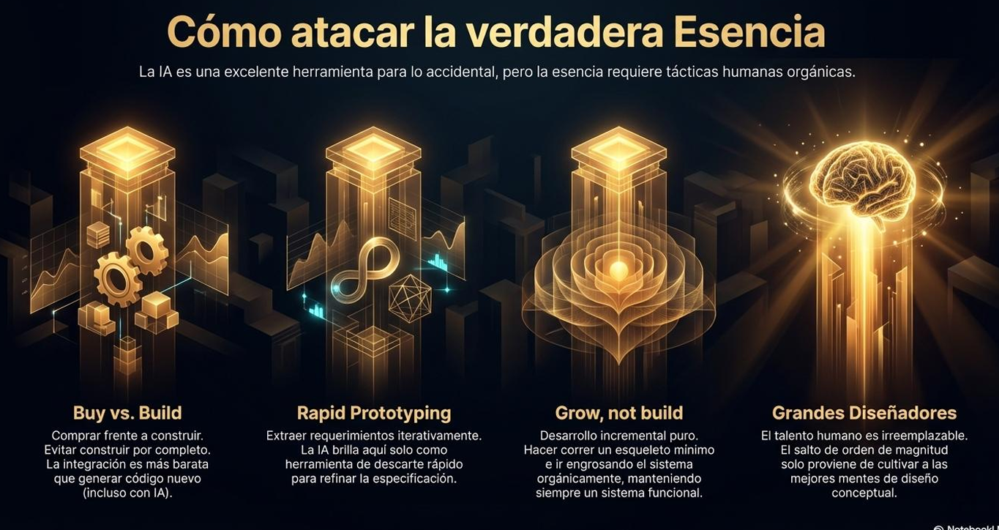 Cómo atacar la verdadera Esencia
La IA es una excelente herramienta para lo accidental, pero la esencia requiere tácticas humanas orgánicas.
Buy vs. Build
Comprar frente a construir.
Evitar construir por completo.
La integración es más barata
que generar código nuevo
(incluso con IA).
Rapid Prototyping
Extraer requerimientos iterativamente.
La IA brilla aquí solo como
herramienta de descarte rápido
para refinar la especificación.
Grow, not build
Desarrollo incremental puro.
Hacer correr un esqueleto mínimo
e ir engrosando el sistema
orgánicamente, manteniendo
siempre un sistema funcional.
Grandes Diseñadores
El talento humano es irreemplazable.
El salto de orden de magnitud
solo proviene de cultivar a las
mejores mentes de diseño
conceptual.